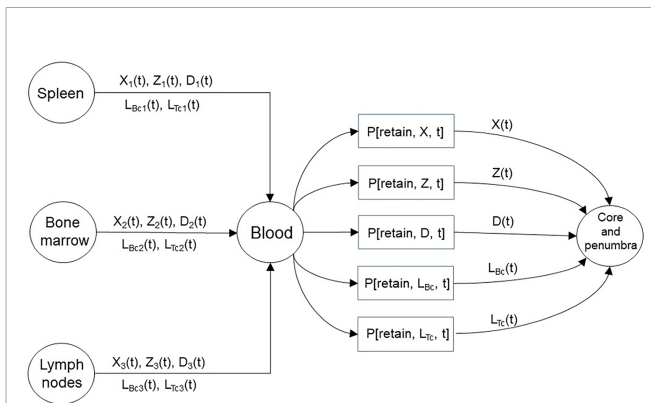 Spleen
X₁(t), Z₁(t), D₁(t)
L_Bc1(t), L_Tc1(t)
Bone
marrow
X₂(t), Z₂(t), D₂(t)
L_Bc2(t), L_Tc2(t)
Lymph
nodes
X₃(t), Z₃(t), D₃(t)
L_Bc3(t), L_Tc3(t)
Blood
P[retain, X, t]
X(t)
P[retain, Z, t]
Z(t)
P[retain, D, t]
D(t)
P[retain, L_Bc, t]
L_Bc(t)
P[retain, L_Tc, t]
L_Tc(t)
Core
and
penumbra